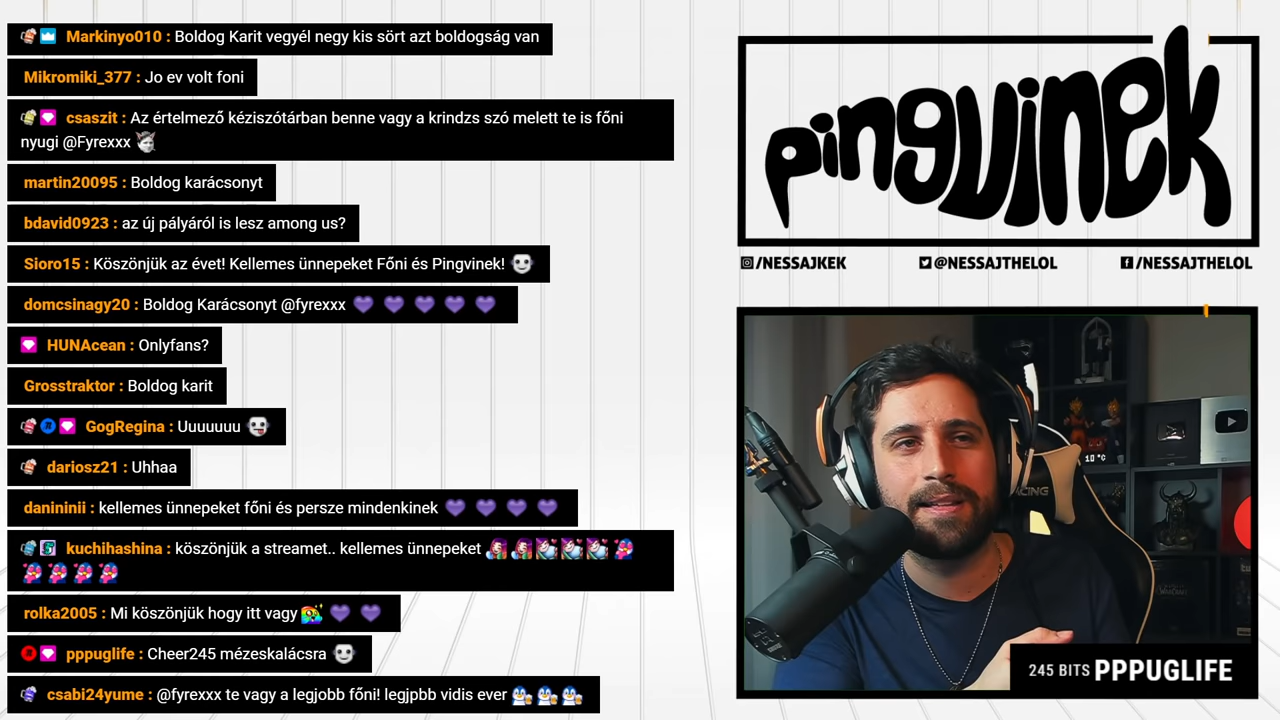 Markinyo010 : Boldog Karit vegyél negy kis sört azt boldogság van
Mikromiki_377 : Jo ev volt foni
csaszit : Az értelmező kéziszótárban benne vagy a krindzs szó melett te is főni
nyugi @Fyrexxx
martin20095 : Boldog karácsonyt
bdavid0923 : az új pályáról is lesz among us?
Sioro15 : Köszönjük az évet! Kellemes ünnepeket Főni és Pingvinek!
domcsinagy20 : Boldog Karácsonyt @fyrexxx
HUNAcean : Onlyfans?
Grosstraktor : Boldog karit
GogRegina : Uuuuuuu
dariosz21 : Uhhaa
danininii : kellemes ünnepeket főni és persze mindenkinek
kuchihashina : köszönjük a streamet.. kellemes ünnepeket
rolka2005 : Mi köszönjük hogy itt vagy
pppuglife : Cheer245 mézeskalácsra
csabi24yume : @fyrexxx te vagy a legjobb főni! legjpbb vidis ever
pingvinek
/NESSAJKEK @NESSAJTHELOL /NESSAJTHELOL
10°C
ACING
245 BITS PPPUGLIFE